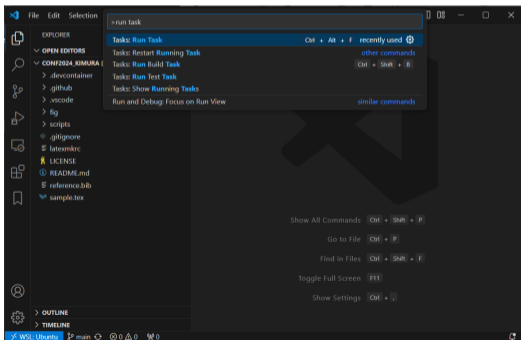 File Edit Selection
>run task
Tasks: Run Task Ctrl + Alt + F recently used
Tasks: Restart Running Task other commands
Tasks: Run Build Task Ctrl + Shift + B
Tasks: Run Test Task
Tasks: Show Running Tasks
Run and Debug: Focus on Run View similar commands
EXPLORER
OPEN EDITORS
CONF2024_KIMURA [
.devcontainer
.github
.vscode
fig
scripts
.gitignore
latexmkrc
LICENSE
README.md
reference.bib
sample.tex
Show All Commands Ctrl + Shift + P
Go to File Ctrl + P
Find in Files Ctrl + Shift + F
Toggle Full Screen F11
Show Settings Ctrl + ,
OUTLINE
TIMELINE
WSL: Ubuntu main 0 0 0